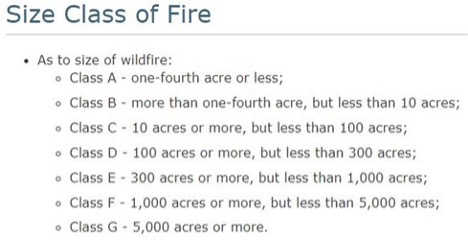 Size Class of Fire
• As to size of wildfire:
○ Class A - one-fourth acre or less;
○ Class B - more than one-fourth acre, but less than 10 acres;
○ Class C - 10 acres or more, but less than 100 acres;
○ Class D - 100 acres or more, but less than 300 acres;
○ Class E - 300 acres or more, but less than 1,000 acres;
○ Class F - 1,000 acres or more, but less than 5,000 acres;
○ Class G - 5,000 acres or more.